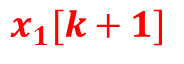 x₁[k + 1]